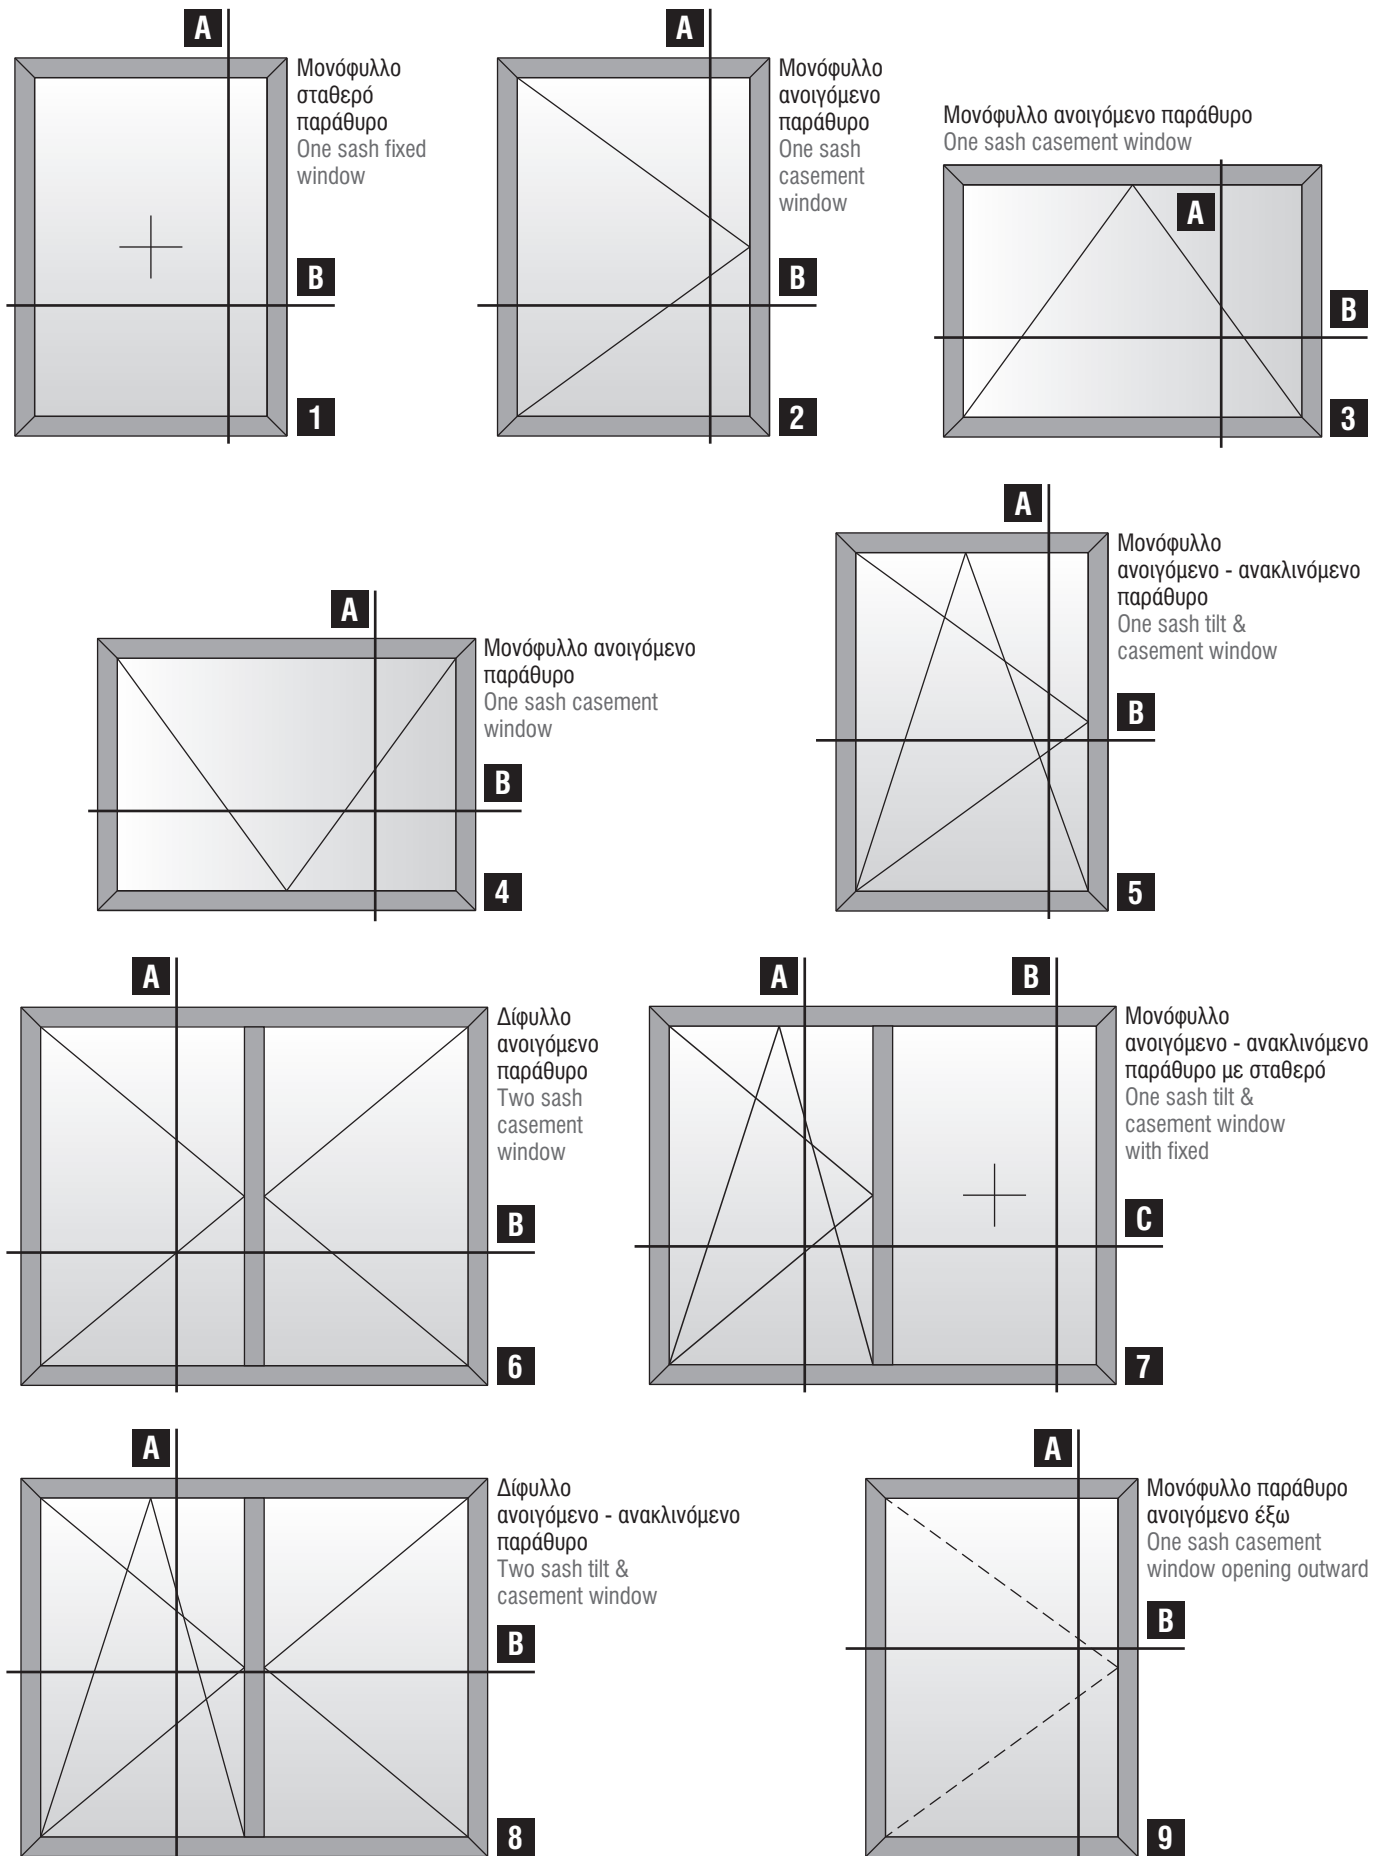 A
Μονόφυλλο
σταθερό
παράθυρο
One sash fixed
window
B
1
A
Μονόφυλλο
ανοιγόμενο
παράθυρο
One sash
casement
window
B
2
Μονόφυλλο ανοιγόμενο παράθυρο
One sash casement window
A
B
3
A
Μονόφυλλο ανοιγόμενο
παράθυρο
One sash casement
window
B
4
A
Μονόφυλλο
ανοιγόμενο - ανακλινόμενο
παράθυρο
One sash tilt &
casement window
B
5
A
Δίφυλλο
ανοιγόμενο
παράθυρο
Two sash
casement
window
B
6
A
B
Μονόφυλλο
ανοιγόμενο - ανακλινόμενο
παράθυρο με σταθερό
One sash tilt &
casement window
with fixed
C
7
A
Δίφυλλο
ανοιγόμενο - ανακλινόμενο
παράθυρο
Two sash tilt &
casement window
B
8
A
Μονόφυλλο παράθυρο
ανοιγόμενο έξω
One sash casement
window opening outward
B
9